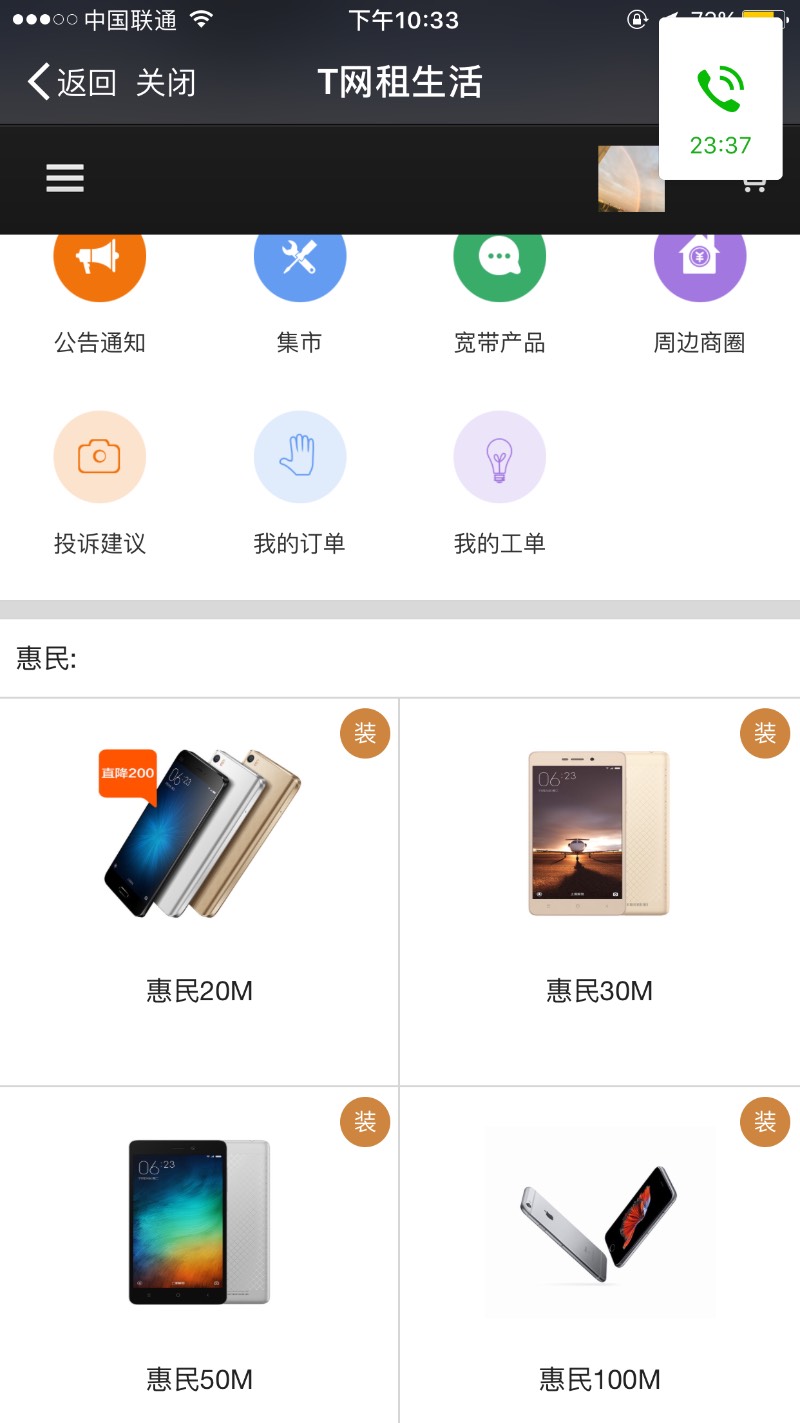 中国联通 下午10:33 72%
返回 关闭 T网租生活
23:37
公告通知 集市 宽带产品 周边商圈
投诉建议 我的订单 我的工单
惠民:
装 装
直降200
06:23
06:23
惠民20M 惠民30M
装 装
06:23
惠民50M 惠民100M